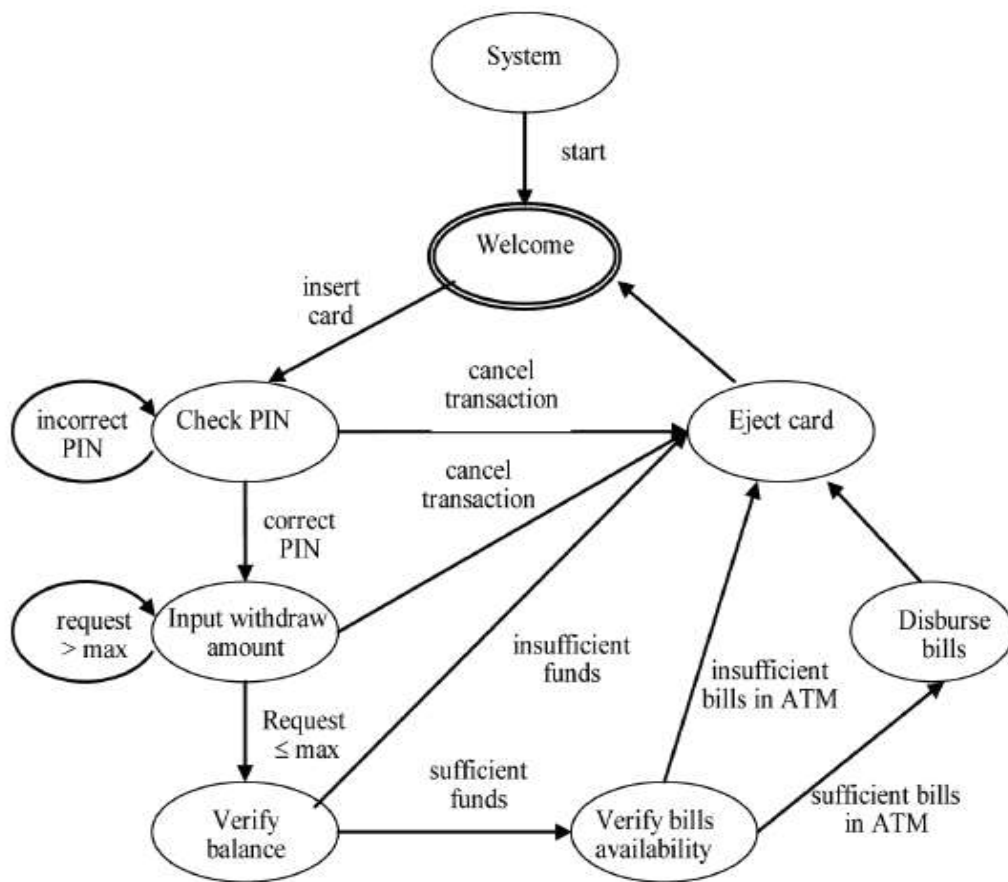 System
start
Welcome
insert
card
cancel
transaction
incorrect
PIN
Check PIN
Eject card
cancel
transaction
correct
PIN
request
> max
Input withdraw
amount
Disburse
bills
insufficient
funds
insufficient
bills in ATM
Request
≤ max
sufficient
funds
Verify
balance
Verify bills
availability
sufficient bills
in ATM